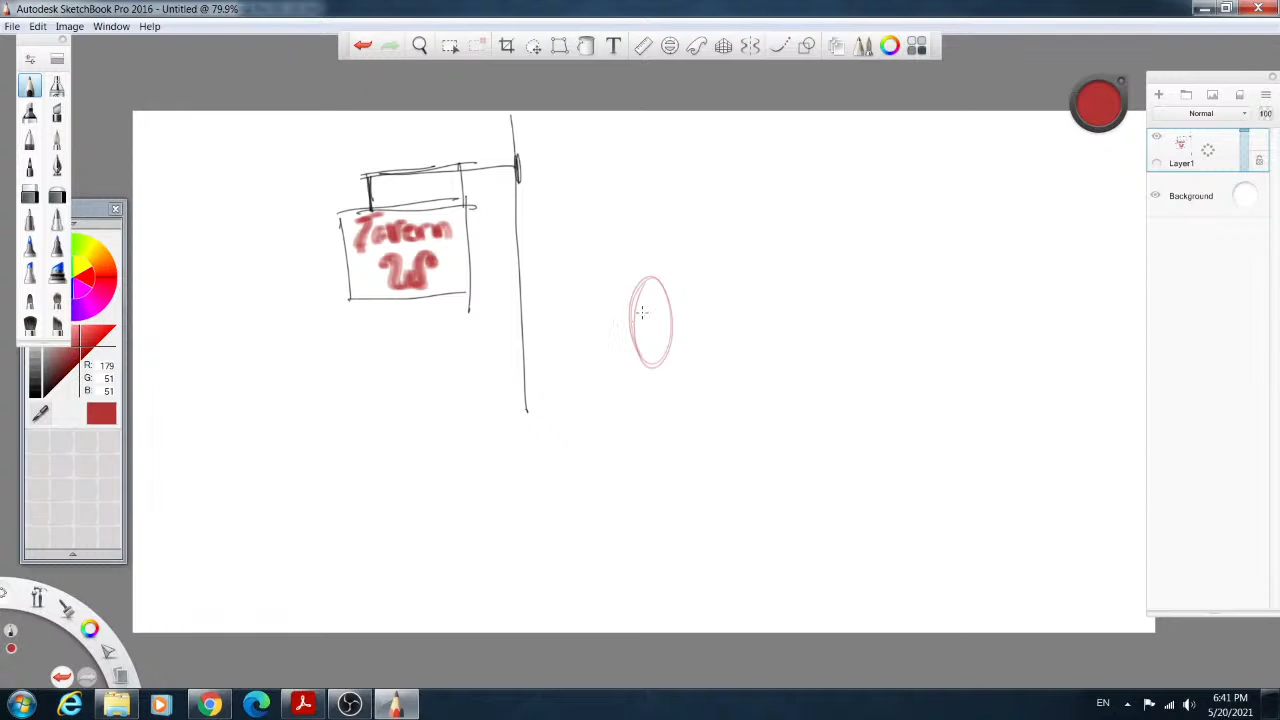 Autodesk SketchBook Pro 2016 - Untitled @ 79.9%
File Edit Image Window Help
T
Normal 100
Layer1
Background
Tavern
R: 179
G: 51
B: 51
EN
6:41 PM
5/20/2021